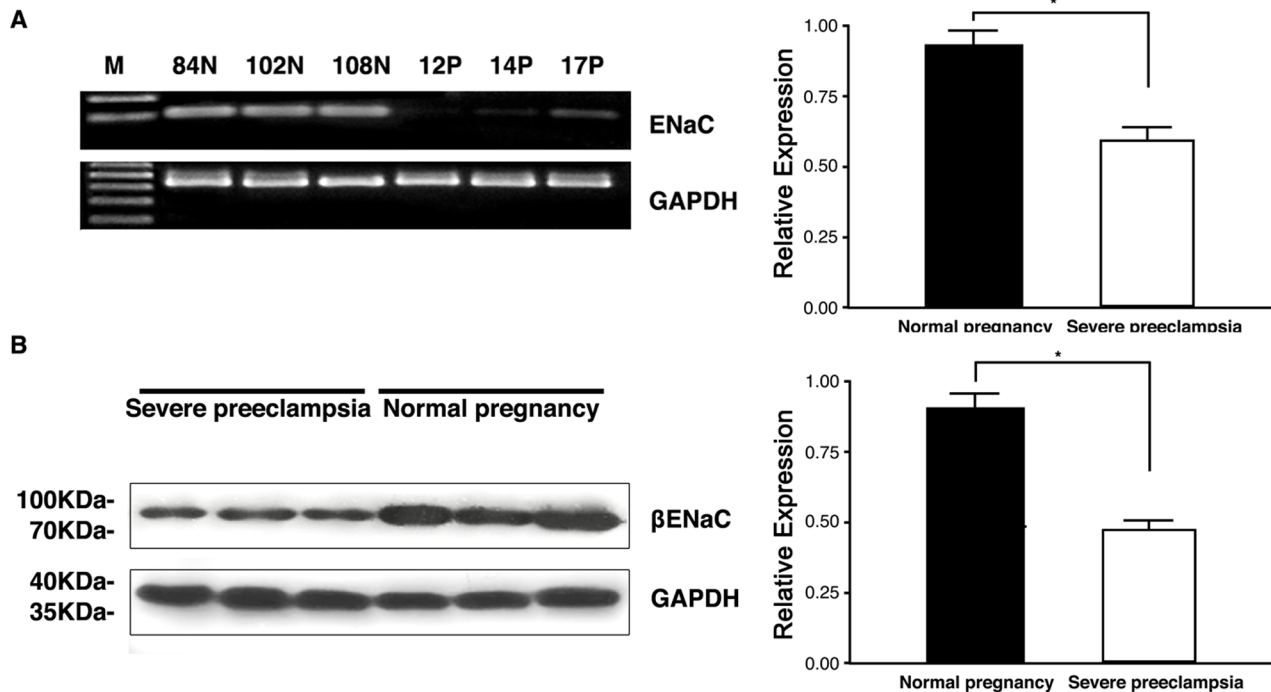 A
M 84N 102N 108N 12P 14P 17P
ENaC
GAPDH
*
Relative Expression
1.00
0.75
0.50
0.25
0.00
Normal pregnancy Severe preeclampsia
B
Severe preeclampsia Normal pregnancy
100KDa-
70KDa-
βENaC
40KDa-
35KDa-
GAPDH
*
Relative Expression
1.00
0.75
0.50
0.25
0.00
Normal pregnancy Severe preeclampsia